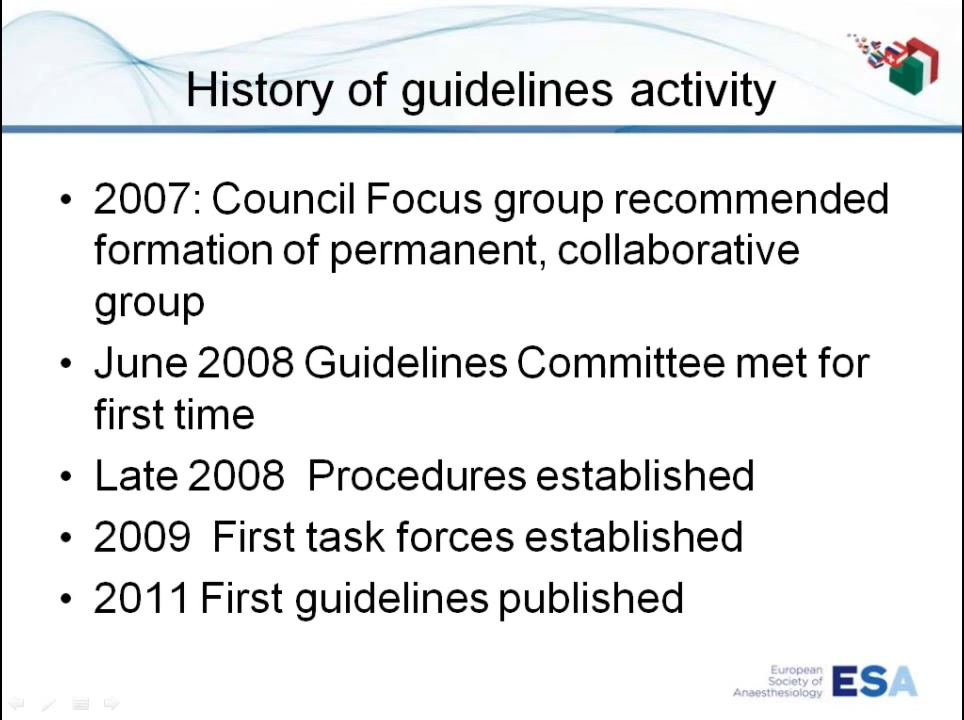 History of guidelines activity
• 2007: Council Focus group recommended
formation of permanent, collaborative
group
• June 2008 Guidelines Committee met for
first time
• Late 2008  Procedures established
• 2009  First task forces established
• 2011 First guidelines published
European
Society of
Anaesthesiology
ESA